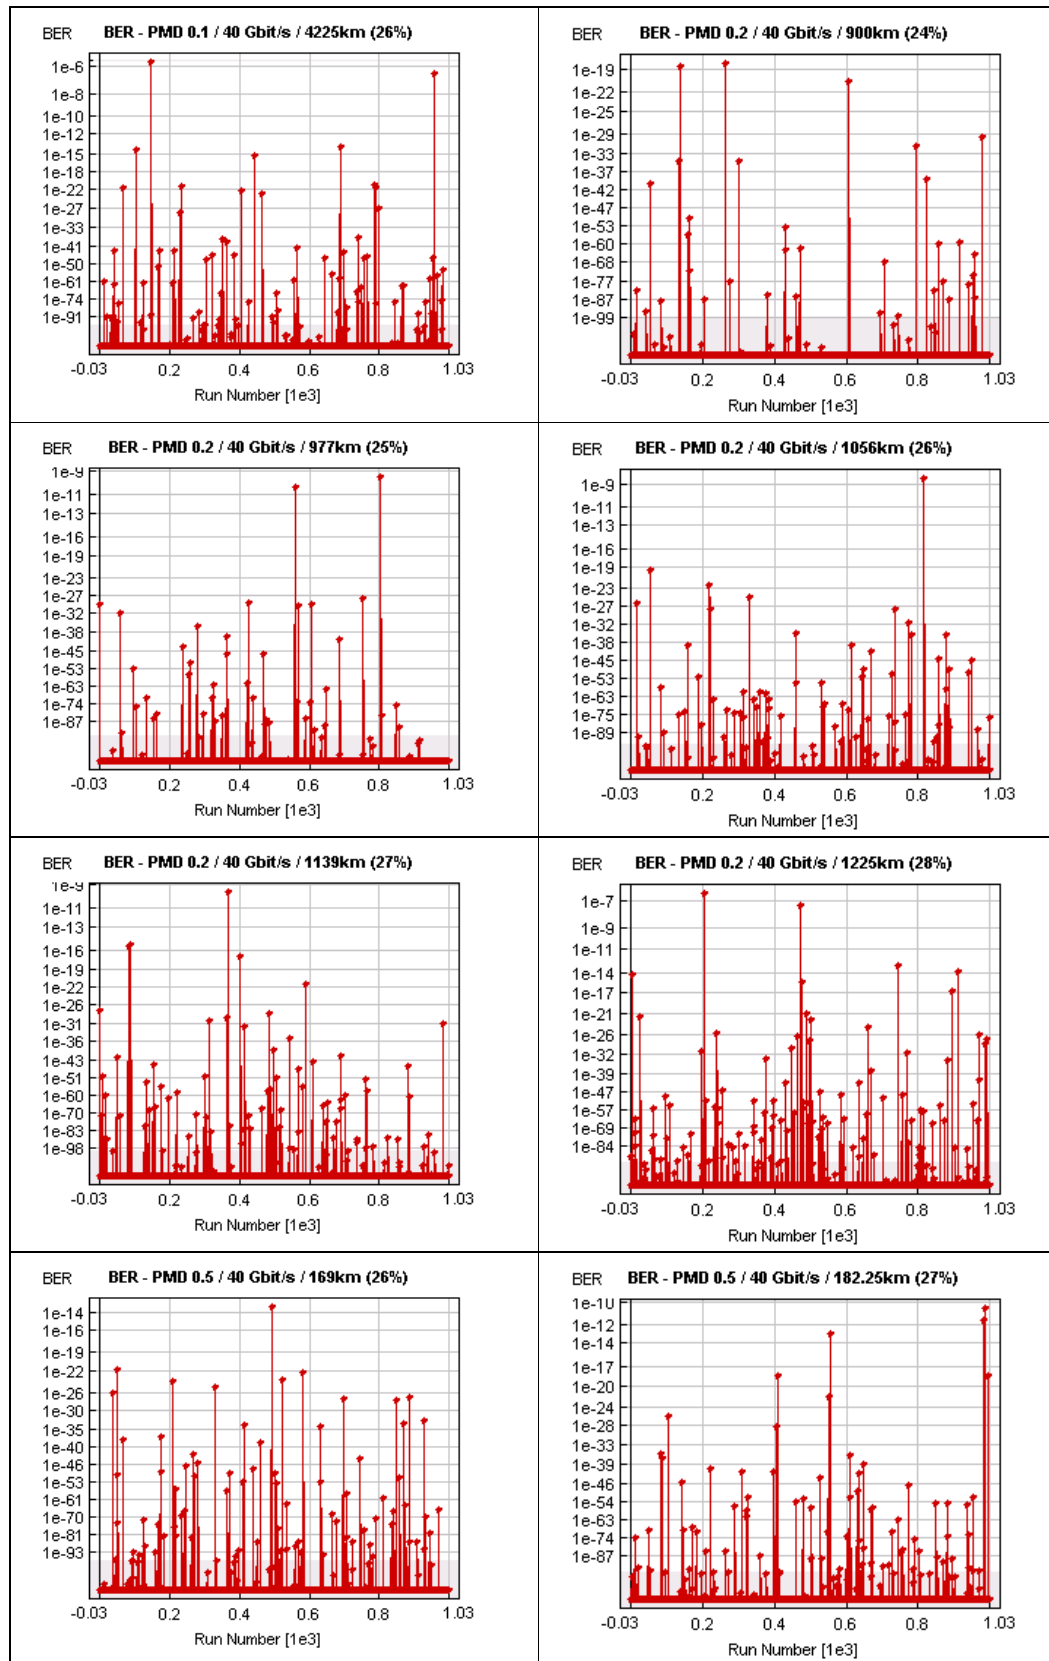 BER BER - PMD 0.1 / 40 Gbit/s / 4225km (26%)
1e-6
1e-8
1e-10
1e-12
1e-15
1e-18
1e-22
1e-27
1e-33
1e-41
1e-50
1e-61
1e-74
1e-91
-0.03 0.2 0.4 0.6 0.8 1.03
Run Number [1e3]
BER BER - PMD 0.2 / 40 Gbit/s / 900km (24%)
1e-19
1e-22
1e-25
1e-29
1e-33
1e-37
1e-42
1e-47
1e-53
1e-60
1e-68
1e-77
1e-87
1e-99
-0.03 0.2 0.4 0.6 0.8 1.03
Run Number [1e3]
BER BER - PMD 0.2 / 40 Gbit/s / 977km (25%)
1e-9
1e-11
1e-13
1e-16
1e-19
1e-23
1e-27
1e-32
1e-38
1e-45
1e-53
1e-63
1e-74
1e-87
-0.03 0.2 0.4 0.6 0.8 1.03
Run Number [1e3]
BER BER - PMD 0.2 / 40 Gbit/s / 1056km (26%)
1e-9
1e-11
1e-13
1e-16
1e-19
1e-23
1e-27
1e-32
1e-38
1e-45
1e-53
1e-63
1e-75
1e-89
-0.03 0.2 0.4 0.6 0.8 1.03
Run Number [1e3]
BER BER - PMD 0.2 / 40 Gbit/s / 1139km (27%)
1e-9
1e-11
1e-13
1e-16
1e-19
1e-22
1e-26
1e-31
1e-36
1e-43
1e-51
1e-60
1e-70
1e-83
1e-98
-0.03 0.2 0.4 0.6 0.8 1.03
Run Number [1e3]
BER BER - PMD 0.2 / 40 Gbit/s / 1225km (28%)
1e-7
1e-9
1e-11
1e-14
1e-17
1e-21
1e-26
1e-32
1e-39
1e-47
1e-57
1e-69
1e-84
-0.03 0.2 0.4 0.6 0.8 1.03
Run Number [1e3]
BER BER - PMD 0.5 / 40 Gbit/s / 169km (26%)
1e-14
1e-16
1e-19
1e-22
1e-26
1e-30
1e-35
1e-40
1e-46
1e-53
1e-61
1e-70
1e-81
1e-93
-0.03 0.2 0.4 0.6 0.8 1.03
Run Number [1e3]
BER BER - PMD 0.5 / 40 Gbit/s / 182.25km (27%)
1e-10
1e-12
1e-14
1e-17
1e-20
1e-24
1e-28
1e-33
1e-39
1e-46
1e-54
1e-63
1e-74
1e-87
-0.03 0.2 0.4 0.6 0.8 1.03
Run Number [1e3]